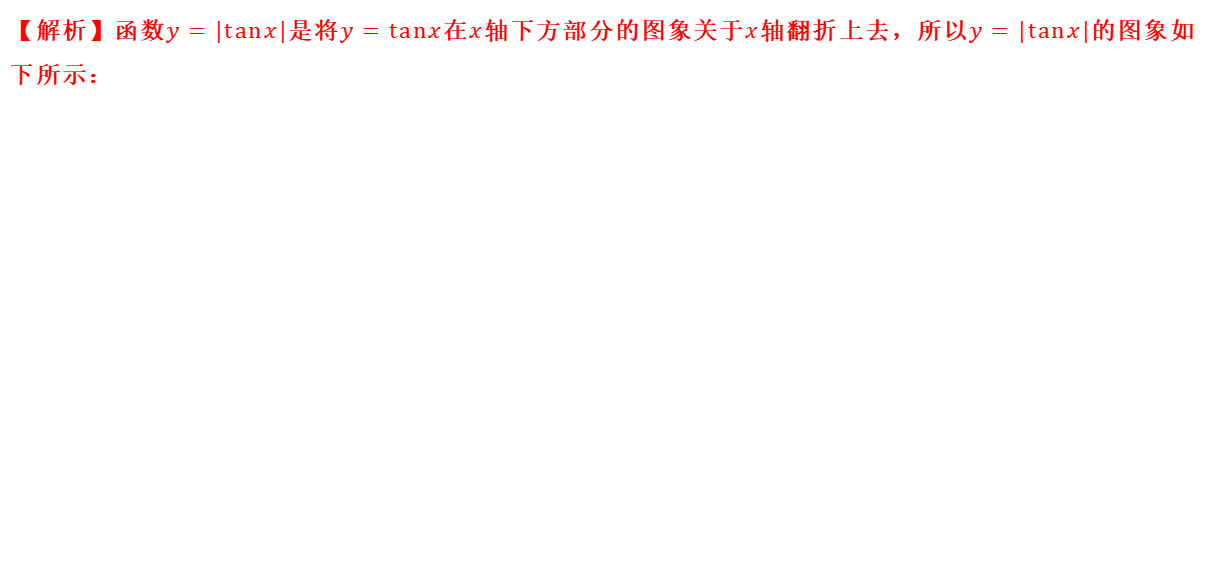 【解析】函数y = |tanx|是将y = tanx在x轴下方部分的图象关于x轴翻折上去，所以y = |tanx|的图象如
下所示：